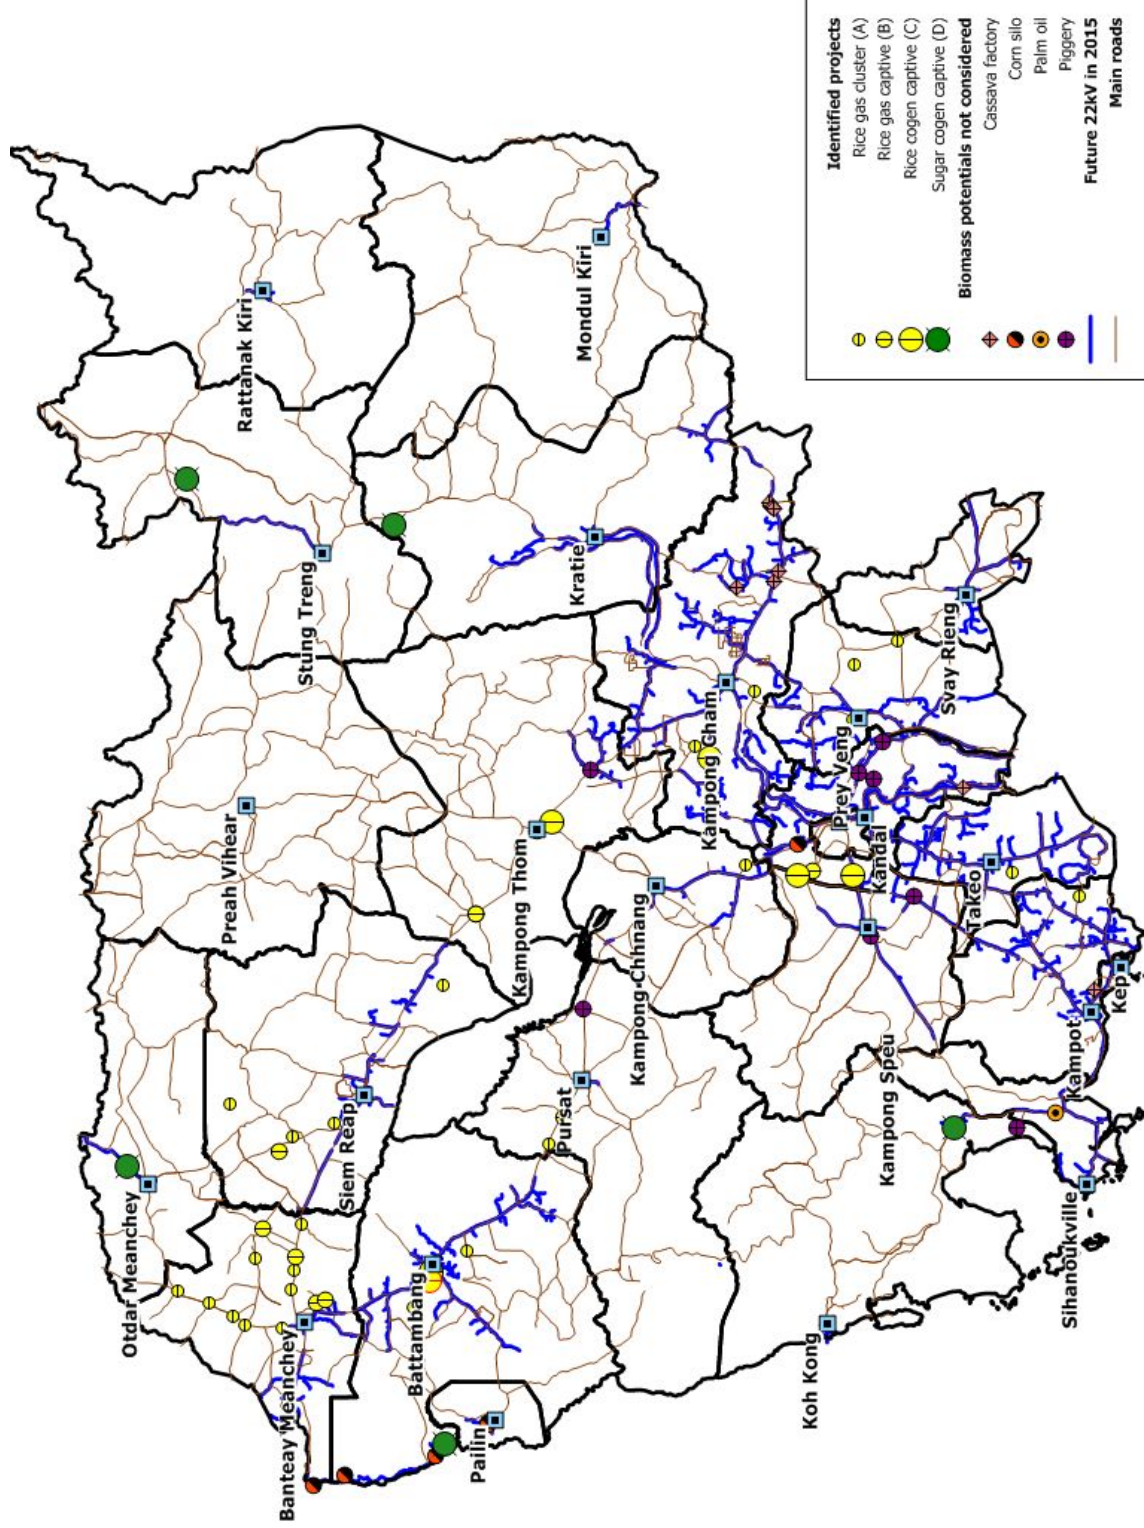 Otdar Meanchey
Banteay Meanchey
Siem Reap
Preah Vihear
Stung Treng
Rattanak Kiri
Mondul Kiri
Kratie
Kampong Thom
Battambang
Pailin
Pursat
Kampong Chhnang
Kampong Cham
Prey Veng
Kandal
Svay Rieng
Takeo
Kampong Speu
Koh Kong
Sihanoukville
Kampot
Kep
Identified projects
Rice gas cluster (A)
Rice gas captive (B)
Rice cogen captive (C)
Sugar cogen captive (D)
Biomass potentials not considered
Cassava factory
Corn silo
Palm oil
Piggery
Future 22kV in 2015
Main roads